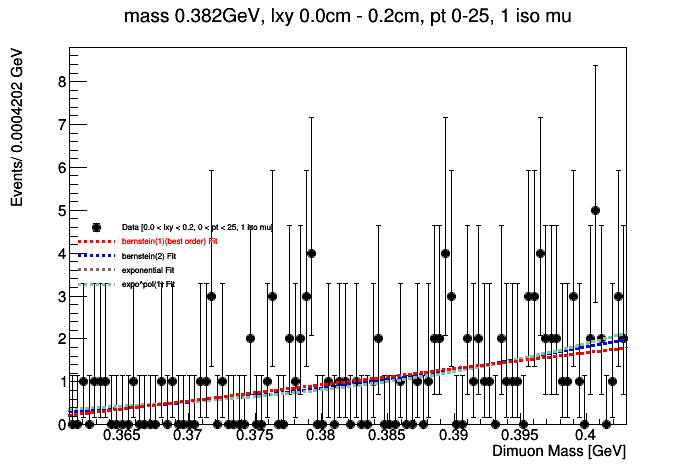 mass 0.382GeV, lxy 0.0cm - 0.2cm, pt 0-25, 1 iso mu
Events/ 0.0004202 GeV
8
7
6
5
4
3
2
1
0
Data [0.0 < lxy < 0.2, 0 < pt < 25, 1 iso mu]
bernstein(1)(best order) Fit
bernstein(2) Fit
exponential Fit
expo*pol(1) Fit
0.365 0.37 0.375 0.38 0.385 0.39 0.395 0.4
Dimuon Mass [GeV]